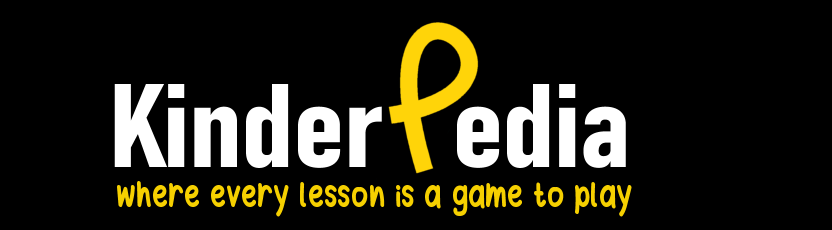 KinderPedia
where every lesson is a game to play